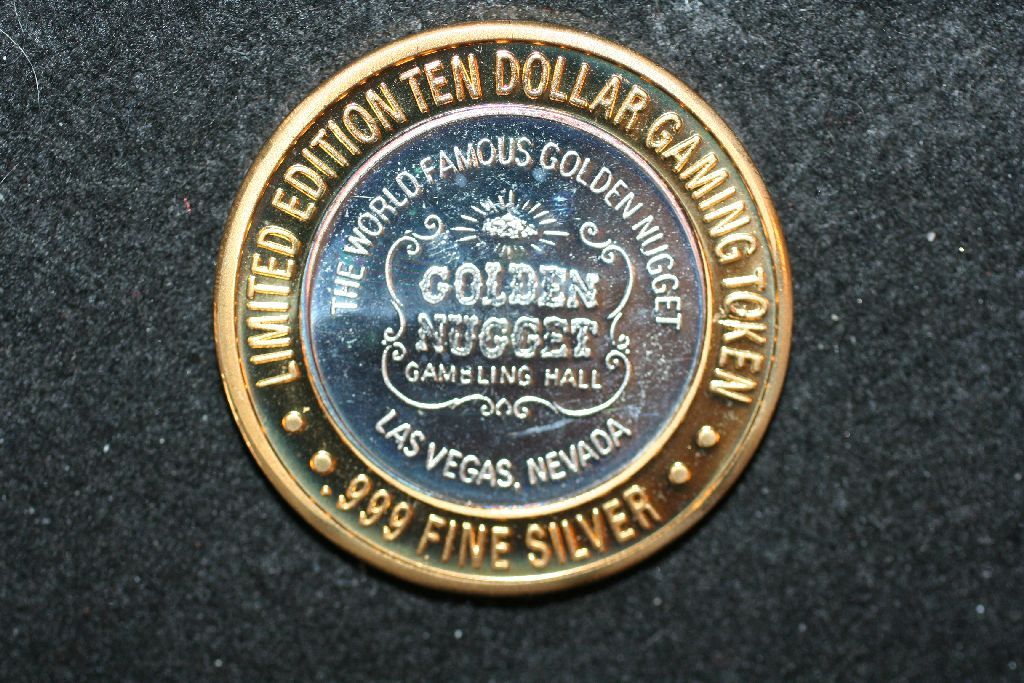 LIMITED EDITION TEN DOLLAR GAMING TOKEN
THE WORLD FAMOUS GOLDEN NUGGET
GOLDEN
NUGGET
GAMBLING HALL
LAS VEGAS, NEVADA
.999 FINE SILVER